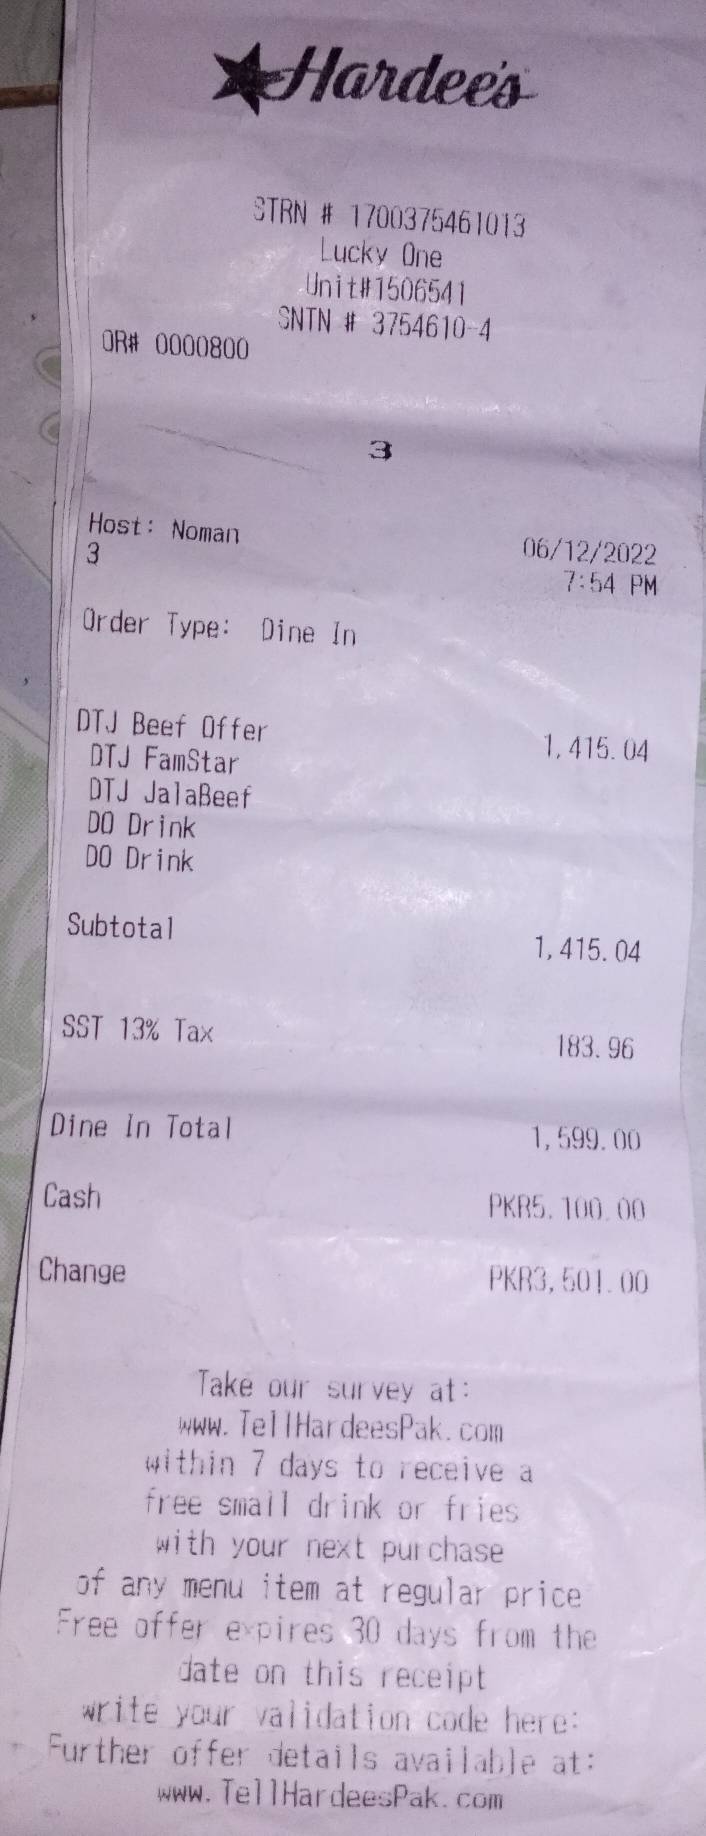 Hardee's
STRN # 1700375461013
Lucky One
Unit#1506541
SNTN # 3754610-4
OR# 0000800
3
Host: Noman
3
06/12/2022
7:54 PM
Order Type: Dine In
DTJ Beef Offer 1,415.04
DTJ FamStar
DTJ JalaBeef
DO Drink
DO Drink
Subtotal 1,415.04
SST 13% Tax 183.96
Dine In Total 1,599.00
Cash PKR5,100.00
Change PKR3,501.00
Take our survey at:
www.TellHardeesPak.com
within 7 days to receive a
free small drink or fries
with your next purchase
of any menu item at regular price
Free offer expires 30 days from the
date on this receipt
write your validation code here:
Further offer details available at:
www.TellHardeesPak.com